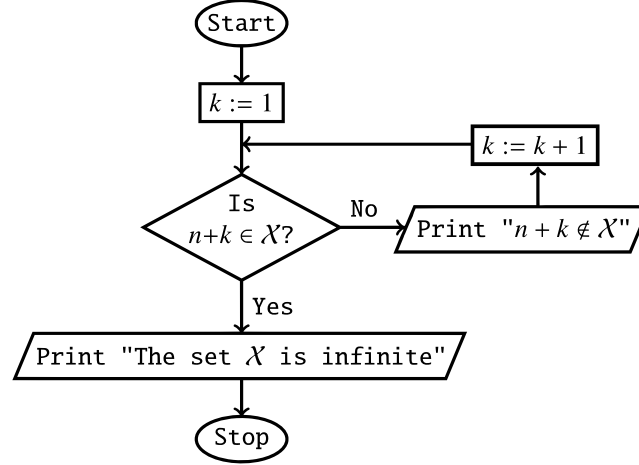 Start
k := 1
k := k + 1
Is
n+k ∈ 𝒳?
No
Print "n + k ∉ 𝒳"
Yes
Print "The set 𝒳 is infinite"
Stop